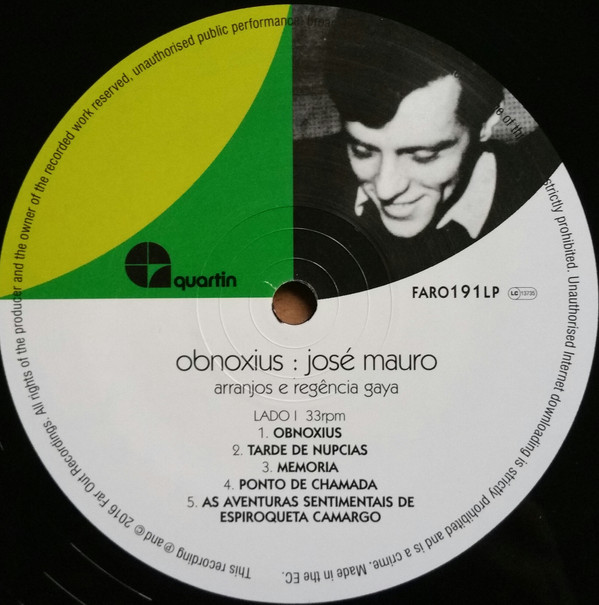 quartin
FARO191LP
LC 13735
obnoxius : josé mauro
arranjos e regência gaya
LADO I 33rpm
1. OBNOXIUS
2. TARDE DE NUPCIAS
3. MEMORIA
4. PONTO DE CHAMADA
5. AS AVENTURAS SENTIMENTAIS DE
ESPIROQUETA CAMARGO
This recording ℗ and © 2016 Far Out Recordings. All rights of the producer and the owner of the recorded work reserved, unauthorised public performance of the strictly prohibited. Unauthorised Internet downloading is strictly prohibited and is a crime. Made in the EC.